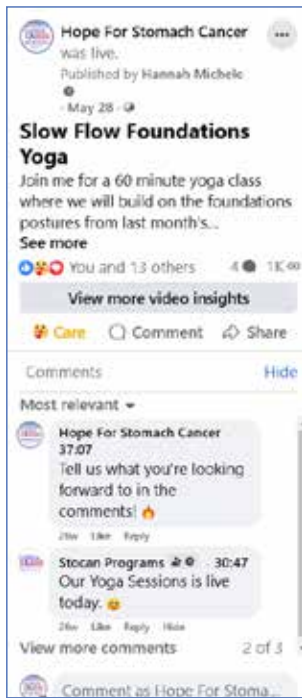 Hope For Stomach Cancer
was live.
Published by Hannah Michele
· May 28 ·
Slow Flow Foundations
Yoga
Join me for a 60 minute yoga class
where we will build on the foundations
postures from last month's...
See more
You and 13 others 4 1K
View more video insights
Care Comment Share
Comments Hide
Most relevant
Hope For Stomach Cancer
37:07
Tell us what you're looking
forward to in the
comments! 🔥
26w Like Reply
Stocan Programs 30:47
Our Yoga Sessions is live
today. 😊
26w Like Reply Hide
View more comments 2 of 3
Comment as Hope For Stoma...